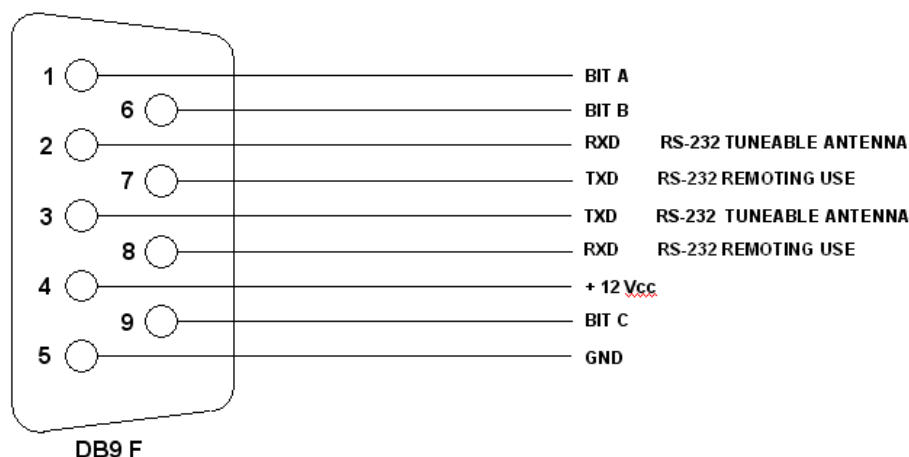 1 BIT A
6 BIT B
2 RXD RS-232 TUNEABLE ANTENNA
7 TXD RS-232 REMOTING USE
3 TXD RS-232 TUNEABLE ANTENNA
8 RXD RS-232 REMOTING USE
4 + 12 Vcc
9 BIT C
5 GND
DB9 F